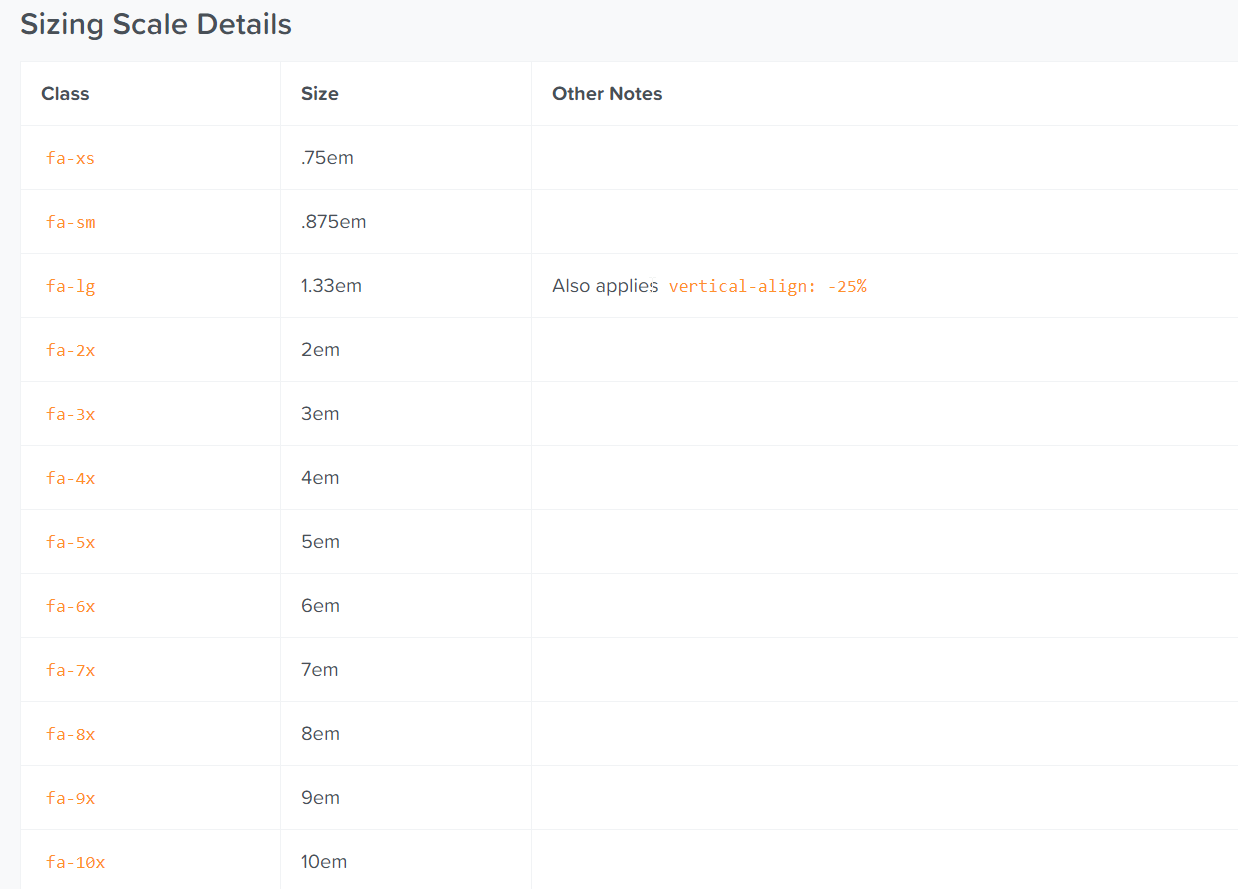 Sizing Scale Details
Class Size Other Notes
fa-xs .75em
fa-sm .875em
fa-lg 1.33em Also applies vertical-align: -25%
fa-2x 2em
fa-3x 3em
fa-4x 4em
fa-5x 5em
fa-6x 6em
fa-7x 7em
fa-8x 8em
fa-9x 9em
fa-10x 10em